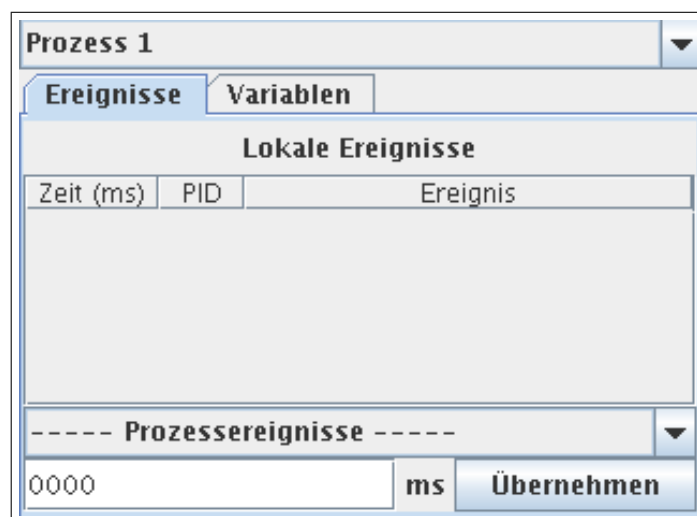 Prozess 1
Ereignisse Variablen
Lokale Ereignisse
Zeit (ms) PID Ereignis
----- Prozessereignisse -----
0000 ms Übernehmen